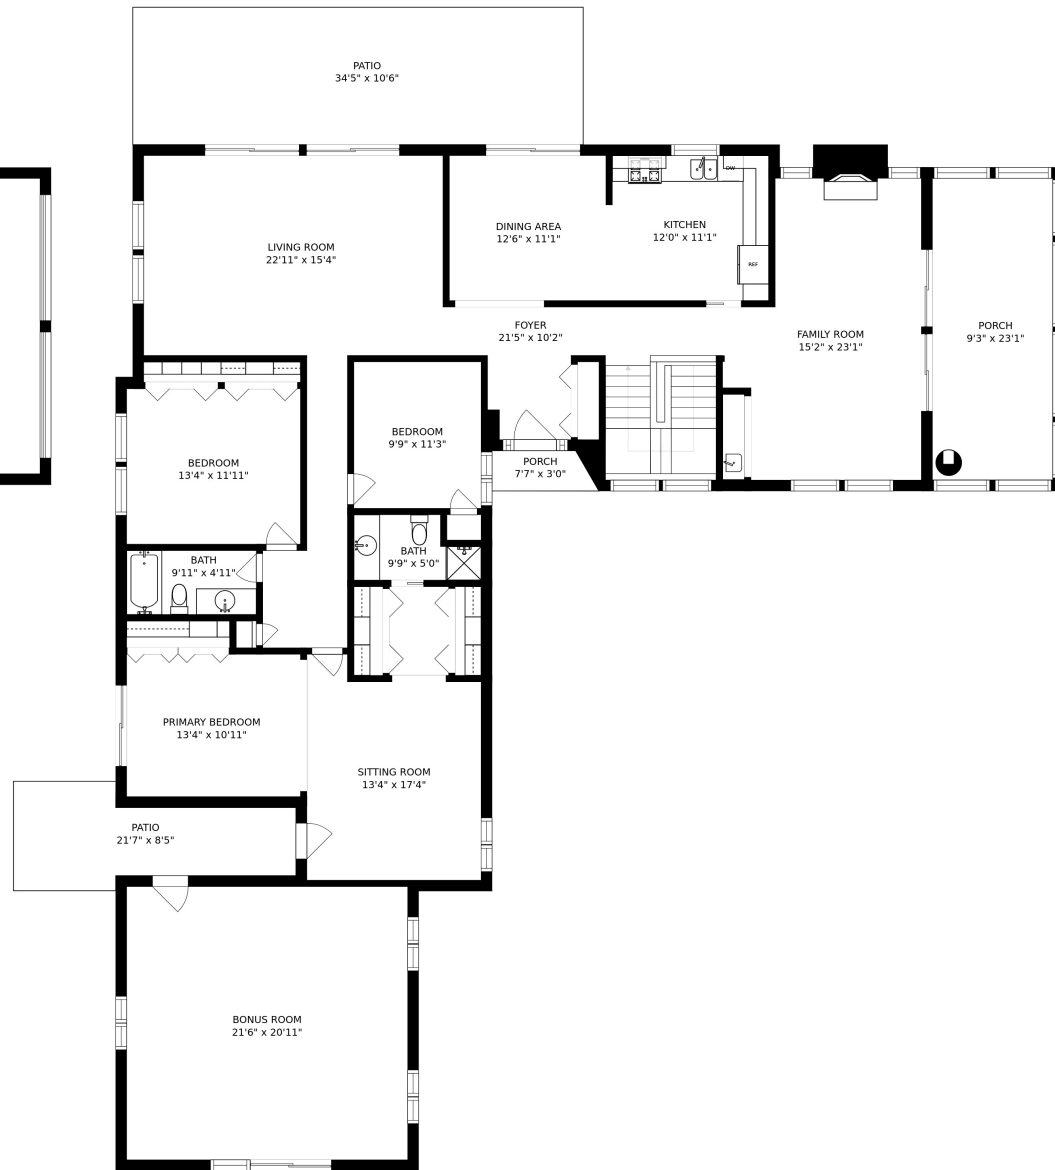 PATIO
34'5" x 10'6"
DW
DINING AREA
12'6" x 11'1"
KITCHEN
12'0" x 11'1"
LIVING ROOM
22'11" x 15'4"
REF
FOYER
21'5" x 10'2"
FAMILY ROOM
15'2" x 23'1"
PORCH
9'3" x 23'1"
BEDROOM
9'9" x 11'3"
BEDROOM
13'4" x 11'11"
PORCH
7'7" x 3'0"
BATH
9'9" x 5'0"
BATH
9'11" x 4'11"
PRIMARY BEDROOM
13'4" x 10'11"
SITTING ROOM
13'4" x 17'4"
PATIO
21'7" x 8'5"
BONUS ROOM
21'6" x 20'11"